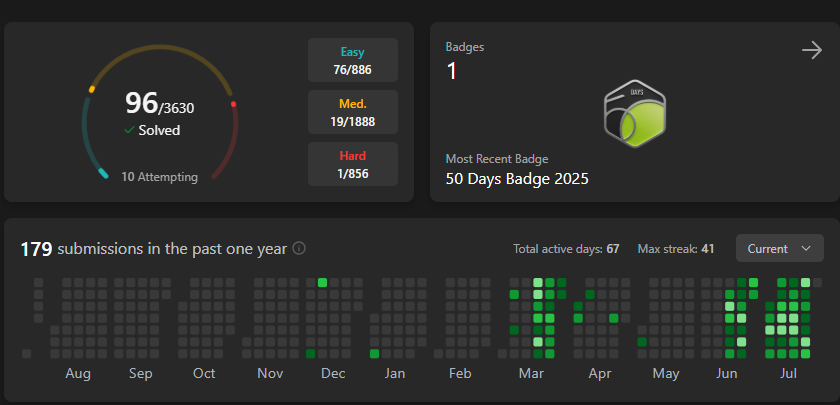 96/3630
Solved
10 Attempting
Easy
76/886
Med.
19/1888
Hard
1/856
Badges
1
DAYS
Most Recent Badge
50 Days Badge 2025
179 submissions in the past one year
Total active days: 67
Max streak: 41
Current
Aug Sep Oct Nov Dec Jan Feb Mar Apr May Jun Jul